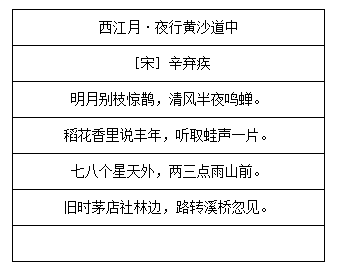 西江月·夜行黄沙道中
[宋] 辛弃疾
明月别枝惊鹊，清风半夜鸣蝉。
稻花香里说丰年，听取蛙声一片。
七八个星天外，两三点雨山前。
旧时茅店社林边，路转溪桥忽见。